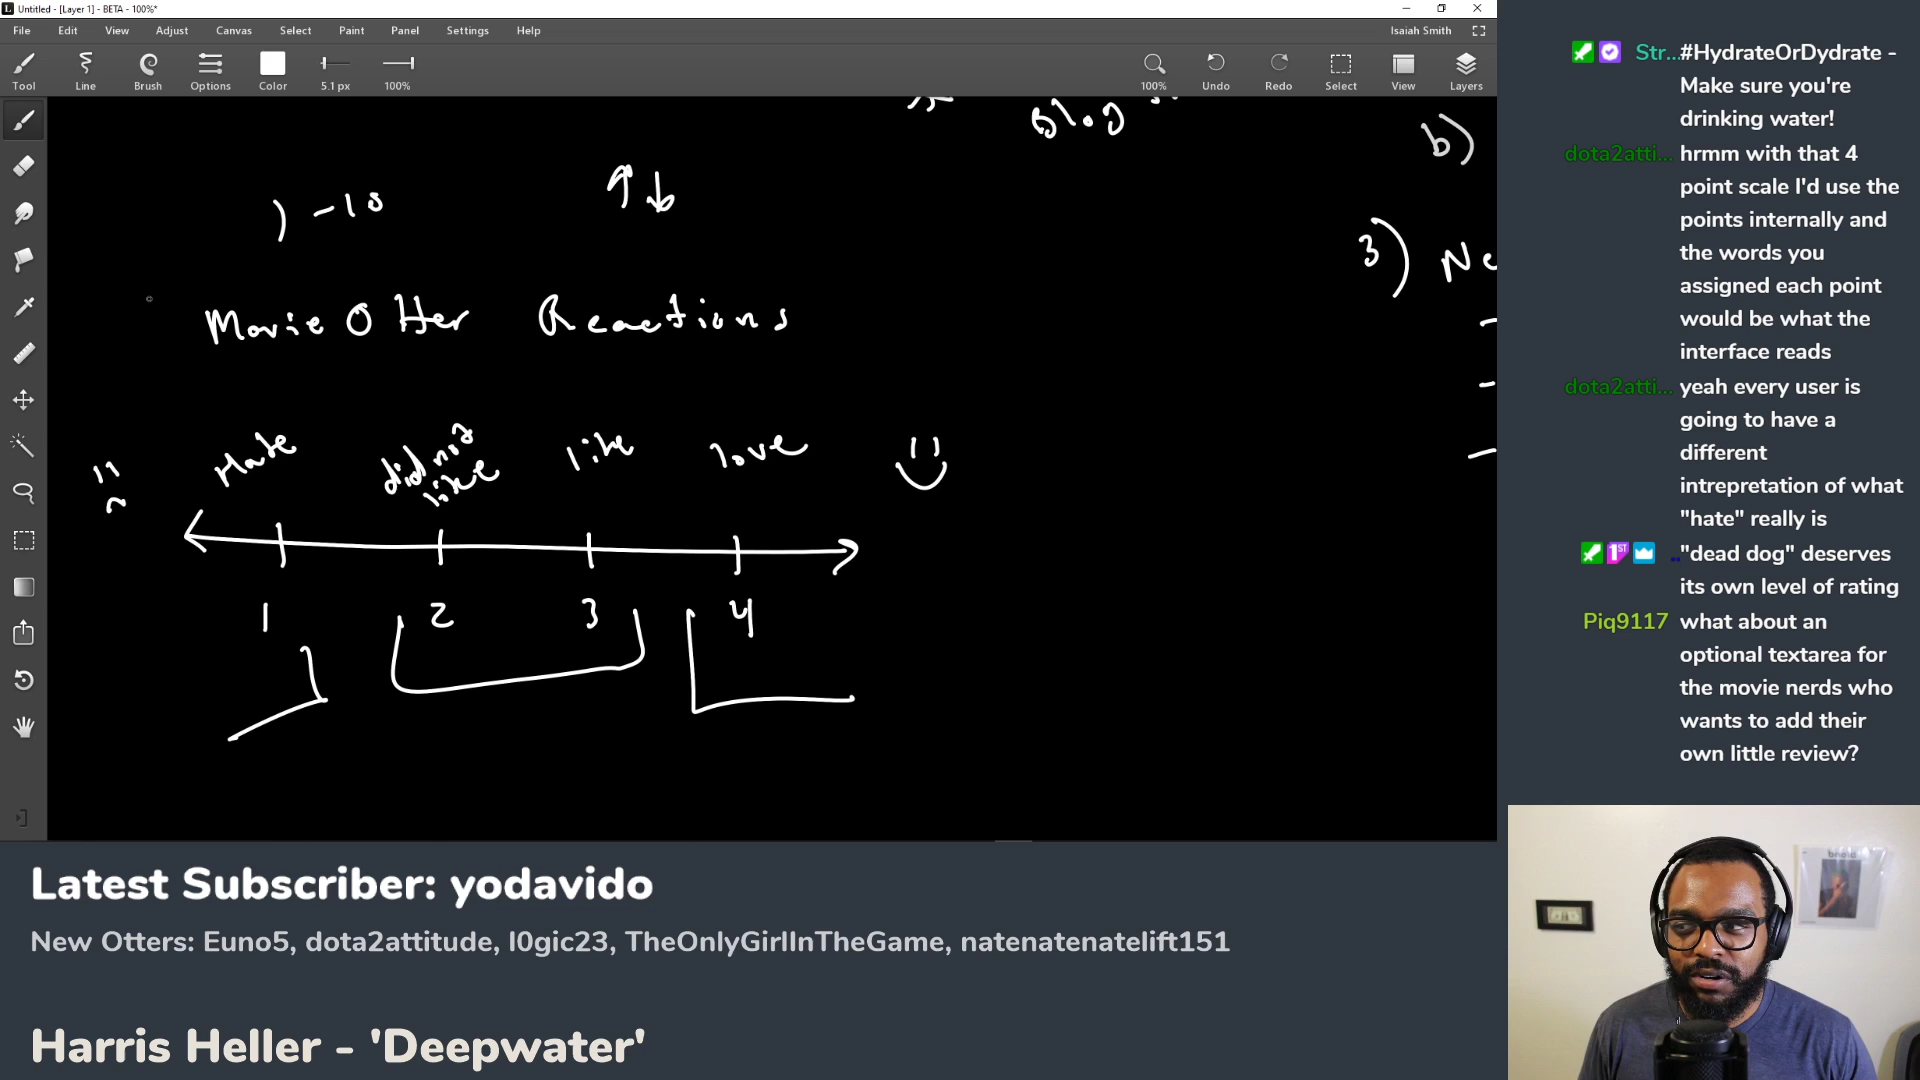 Untitled - [Layer 1] - BETA - 100%*
File Edit View Adjust Canvas Select Paint Panel Settings Help Isaiah Smith
Tool Line Brush Options Color 5.1 px 100% 100% Undo Redo Select View Layers
Blog
b)
) -10
3) Ne
Movie Otter Reactions
Hate did not like like love
1 2 3 4
Str... #HydrateOrDydrate -
Make sure you're
drinking water!
dota2atti... hrmm with that 4
point scale I'd use the
points internally and
the words you
assigned each point
would be what the
interface reads
dota2atti... yeah every user is
going to have a
different
intrepretation of what
"hate" really is
1ST .. "dead dog" deserves
its own level of rating
Piq9117 what about an
optional textarea for
the movie nerds who
wants to add their
own little review?
Latest Subscriber: yodavido
New Otters: Euno5, dota2attitude, l0gic23, TheOnlyGirlInTheGame, natenatenatelift151
Harris Heller - 'Deepwater'